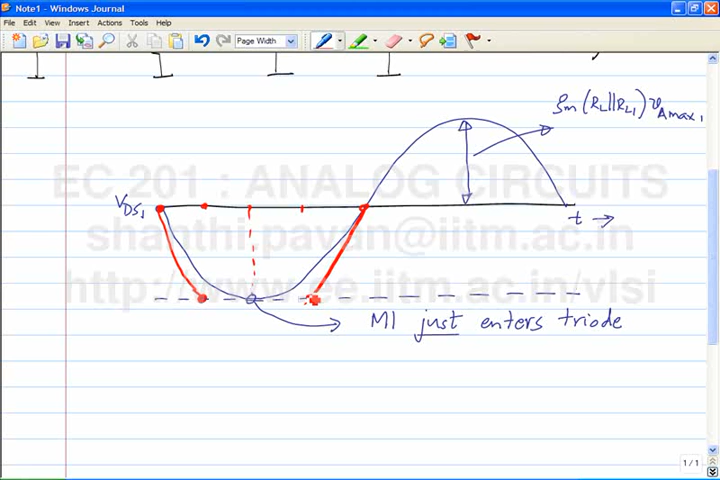 Note1 - Windows Journal
File Edit View Insert Actions Tools Help
Page Width
gm (RL||RL1) vAmax1
EC 201 : ANALOG CIRCUITS
VDS1
t →
shanthi.pavan@iitm.ac.in
http://www.ee.iitm.ac.in/vlsi
M1 just enters triode
1/1